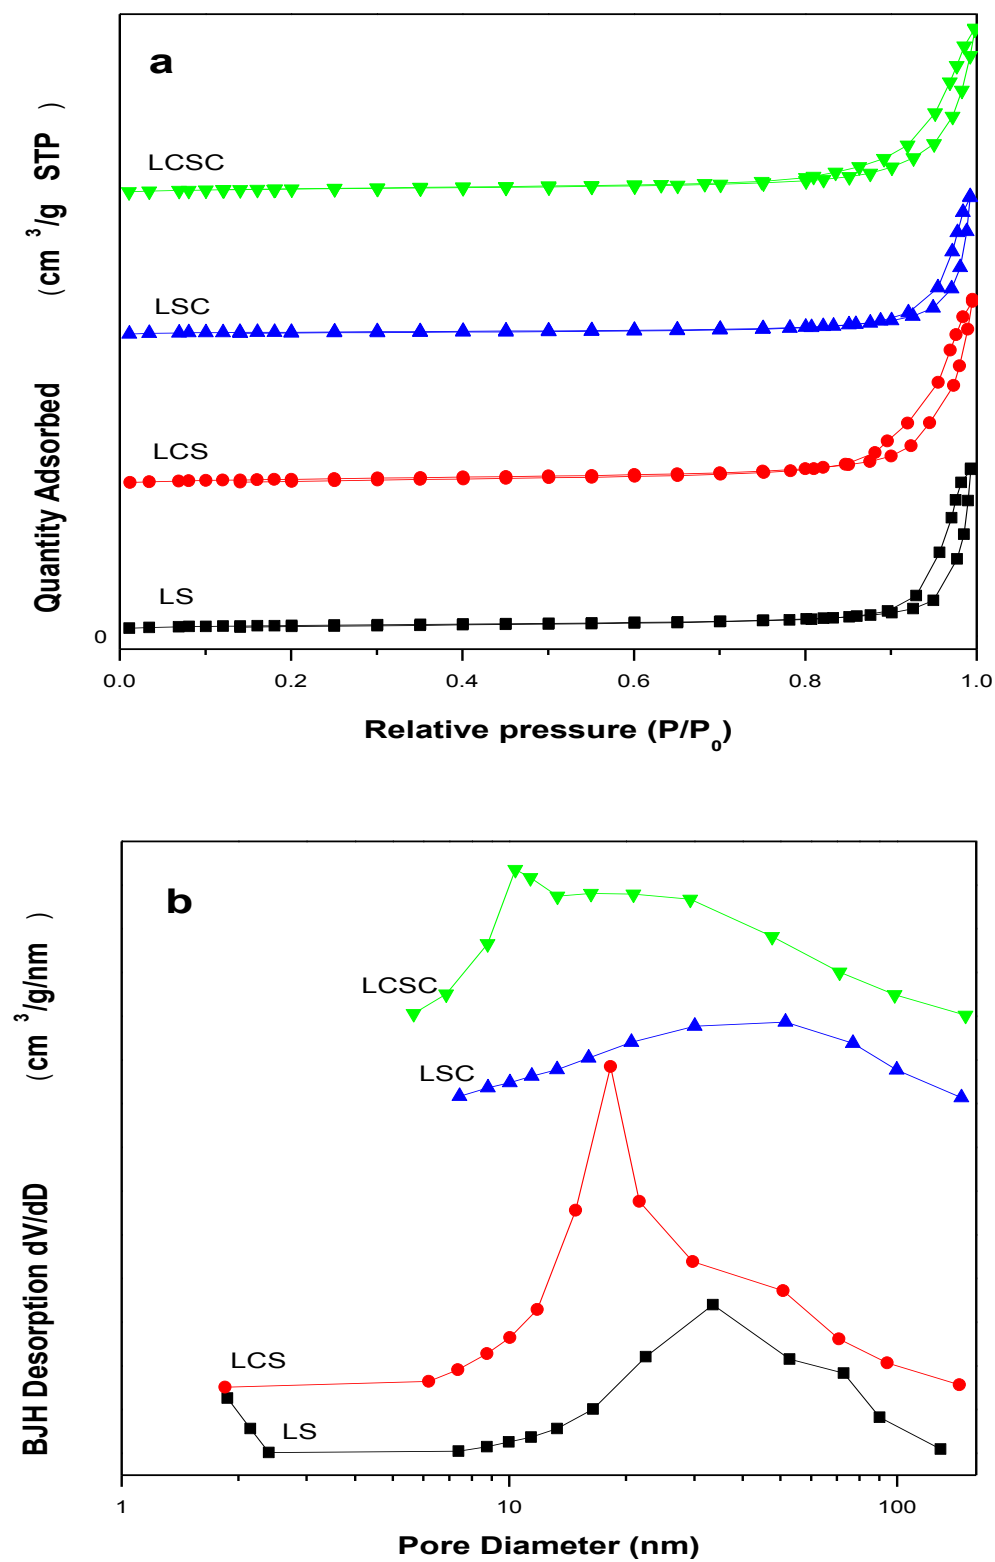 a
LCSC
LSC
LCS
LS
Quantity Adsorbed (cm³/g STP)
0
0.0 0.2 0.4 0.6 0.8 1.0
Relative pressure (P/P₀)
b
LCSC
LSC
LCS
LS
BJH Desorption dV/dD (cm³/g/nm)
1 10 100
Pore Diameter (nm)